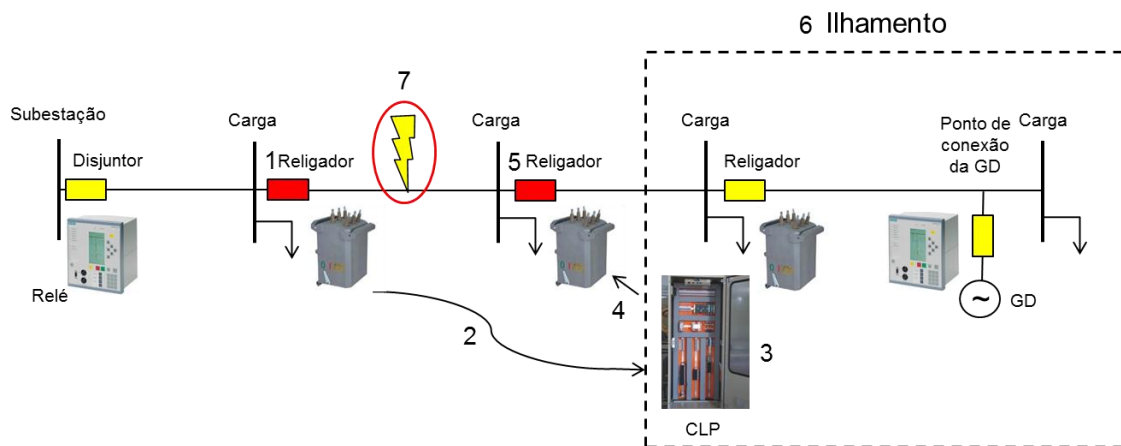 6 Ilhamento
7
Subestação
Carga
Carga
Carga
Ponto de
conexão
da GD
Carga
Disjuntor
1 Religador
5 Religador
Religador
Relé
GD
2
4
3
CLP